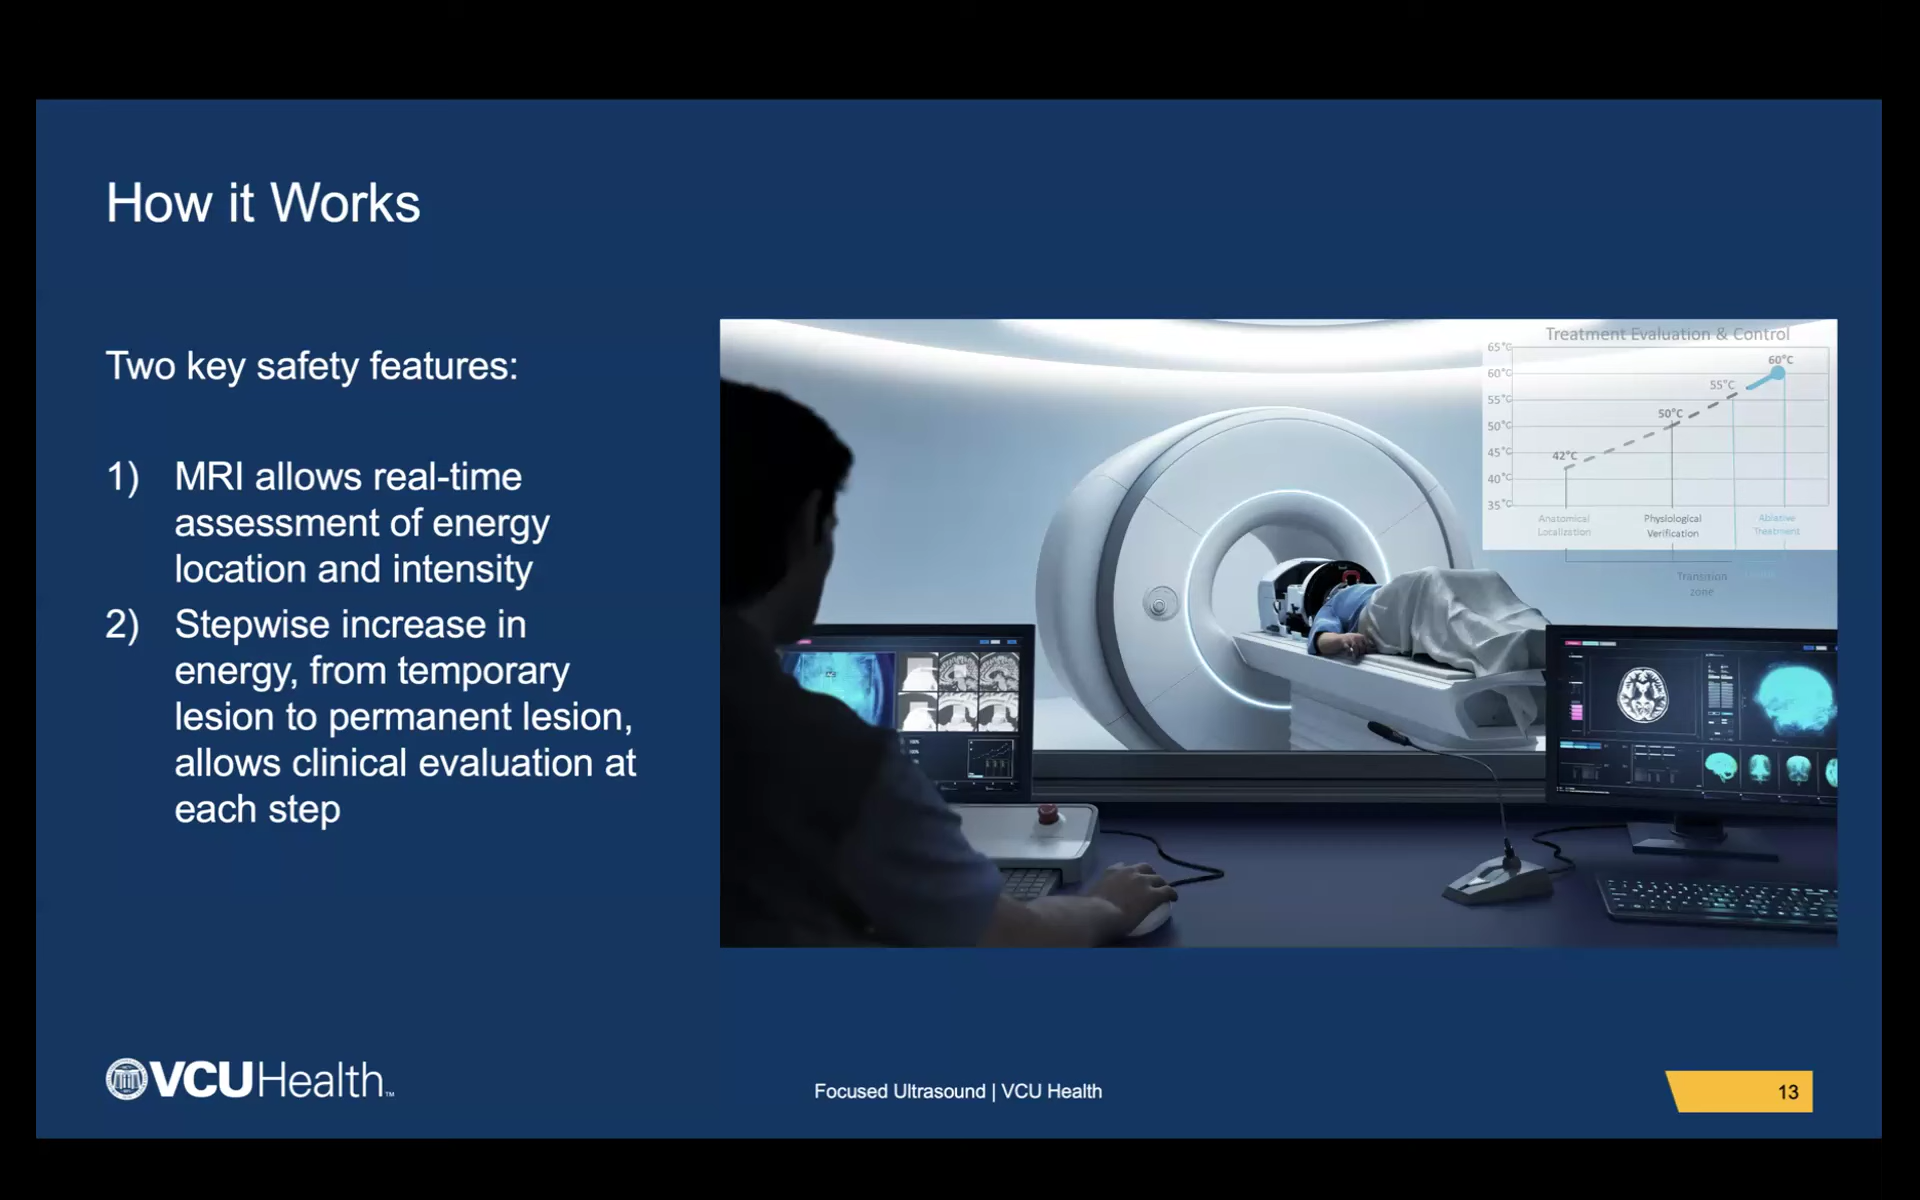 How it Works
Two key safety features:
1) MRI allows real-time
assessment of energy
location and intensity
2) Stepwise increase in
energy, from temporary
lesion to permanent lesion,
allows clinical evaluation at
each step
Treatment Evaluation & Control
65°C
60°C
55°C
50°C
45°C
40°C
35°C
42°C
50°C
55°C
60°C
Anatomical
Localization
Physiological
Verification
Ablative
Treatment
Transition
zone
VCUHealth™
Focused Ultrasound | VCU Health
13